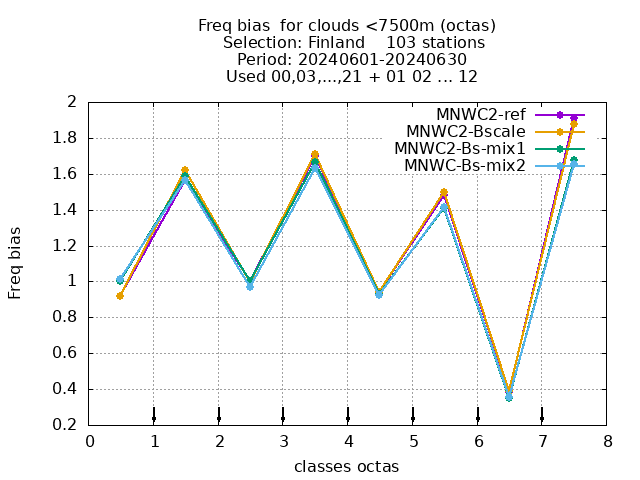 Freq bias  for clouds <7500m (octas)
Selection: Finland    103 stations
Period: 20240601-20240630
Used 00,03,...,21 + 01 02 ... 12
MNWC2-ref
MNWC2-Bscale
MNWC2-Bs-mix1
MNWC-Bs-mix2
Freq bias
2
1.8
1.6
1.4
1.2
1
0.8
0.6
0.4
0.2
0 1 2 3 4 5 6 7 8
classes octas